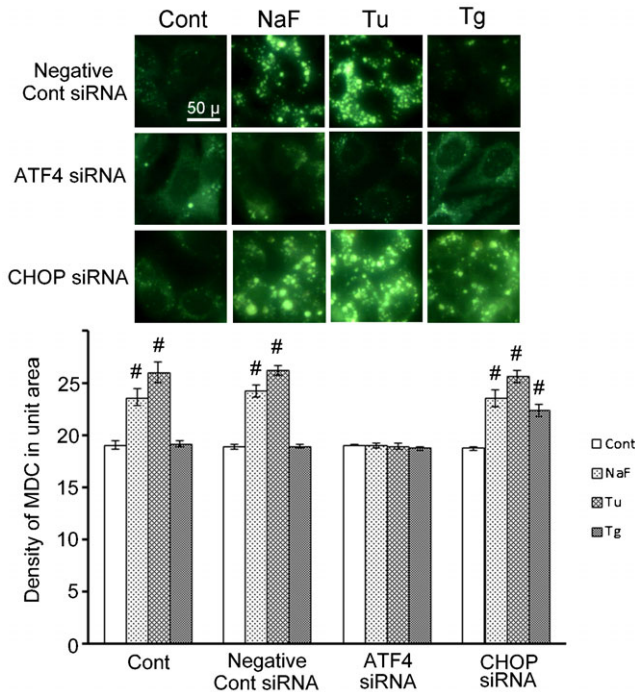 Cont NaF Tu Tg
Negative
Cont siRNA
50 µ
ATF4 siRNA
CHOP siRNA
Density of MDC in unit area
25
20
15
10
5
0
# # # # # # #
Cont
NaF
Tu
Tg
Cont Negative Cont siRNA ATF4 siRNA CHOP siRNA